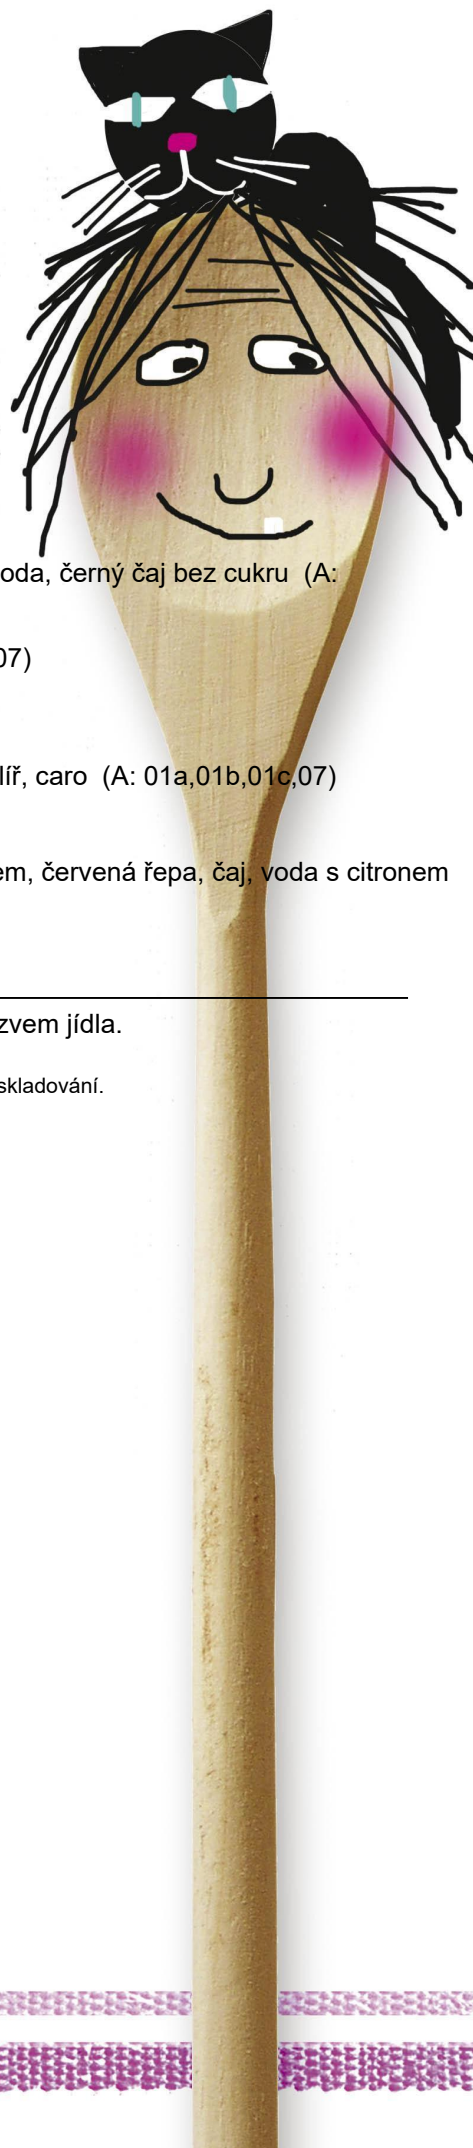 oda, černý čaj bez cukru (A:
07)
líř, caro (A: 01a,01b,01c,07)
em, červená řepa, čaj, voda s citronem
zvem jídla.
skladování.